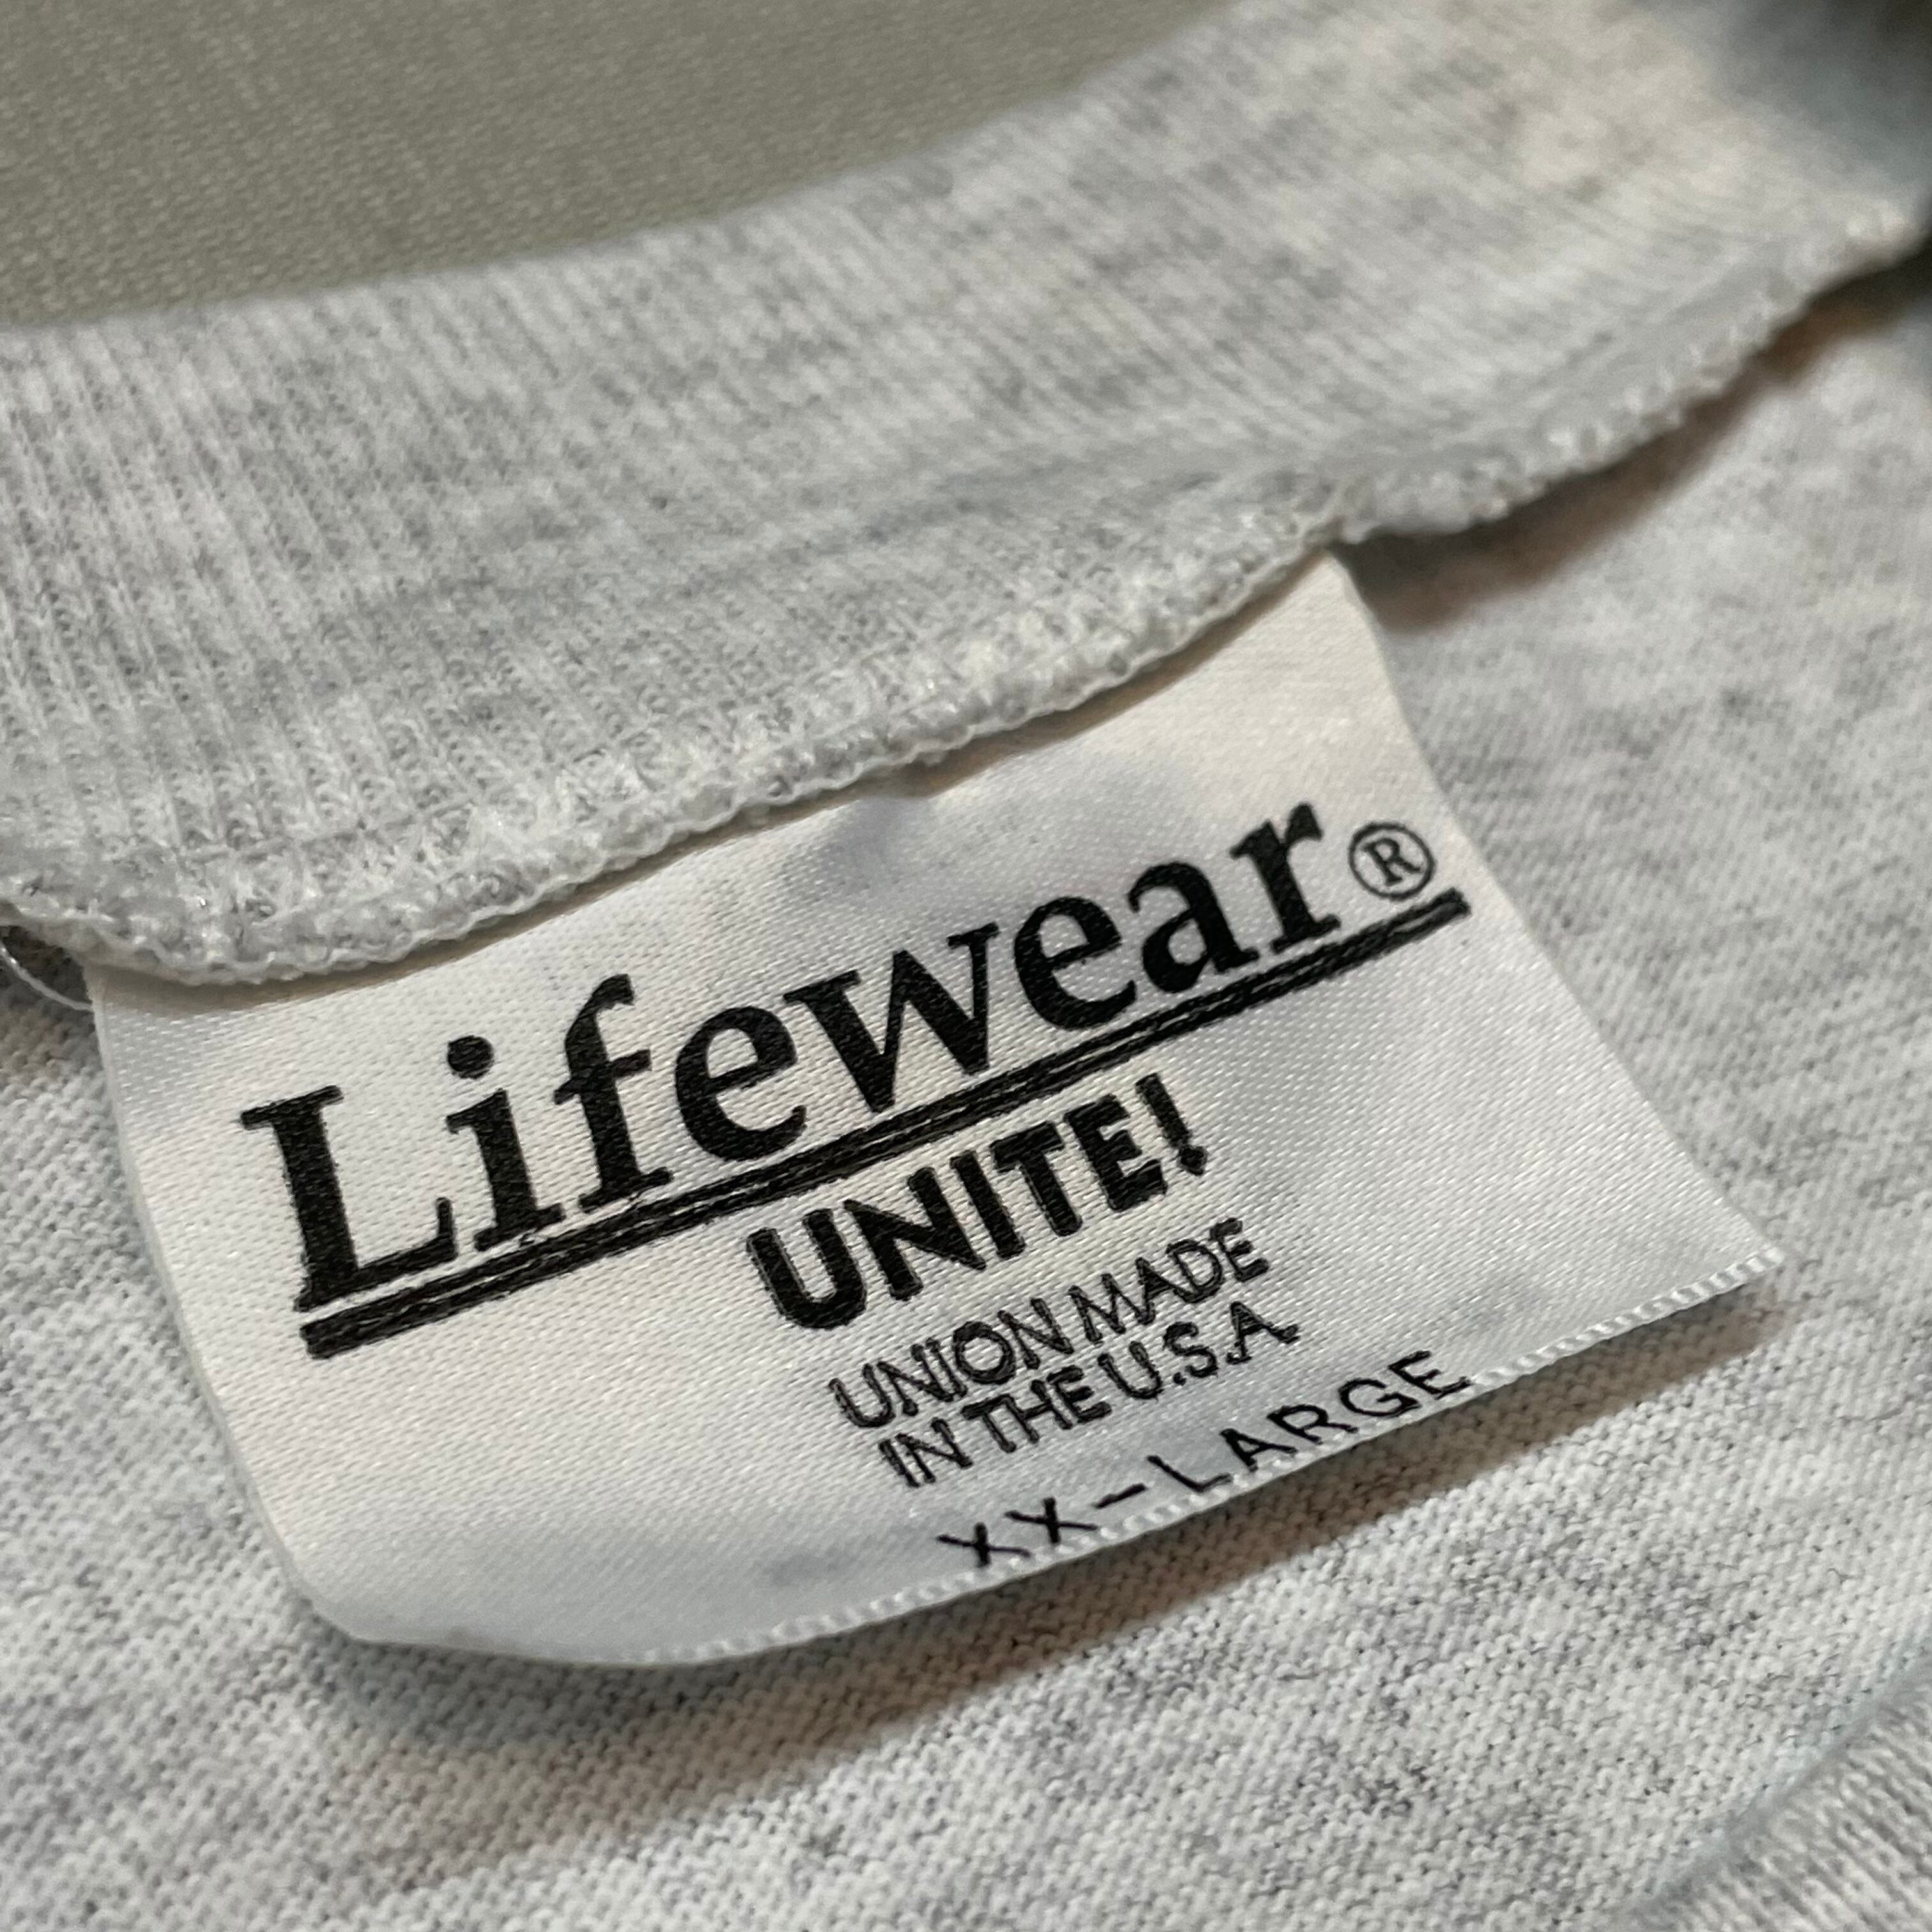 Lifewear®
UNITE!
UNION MADE
IN THE U.S.A
XX-LARGE